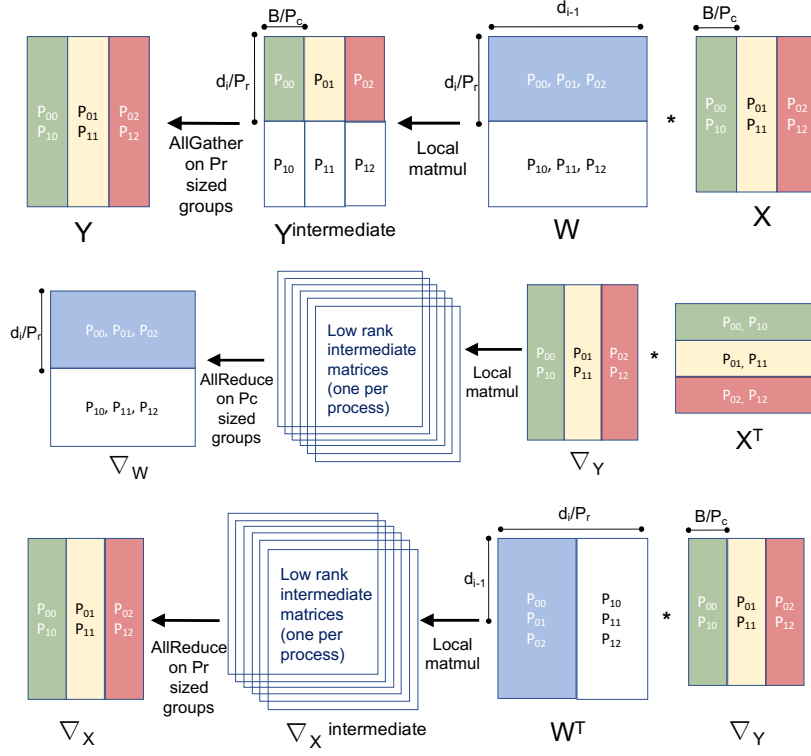 B/Pc
di/Pr
P00
P10
P01
P11
P02
P12
Y
AllGather
on Pr
sized
groups
P00
P01
P02
P10
P11
P12
Yintermediate
Local
matmul
di-1
di/Pr
P00, P01, P02
P10, P11, P12
W
*
B/Pc
P00
P10
P01
P11
P02
P12
X
di/Pr
P00, P01, P02
P10, P11, P12
∇W
AllReduce
on Pc
sized
groups
Low rank
intermediate
matrices
(one per
process)
Local
matmul
P00
P10
P01
P11
P02
P12
∇Y
*
P00, P10
P01, P11
P02, P12
XT
P00
P10
P01
P11
P02
P12
∇X
AllReduce
on Pr
sized
groups
Low rank
intermediate
matrices
(one per
process)
∇X intermediate
Local
matmul
di/Pr
di-1
P00
P01
P02
P10
P11
P12
WT
*
B/Pc
P00
P10
P01
P11
P02
P12
∇Y